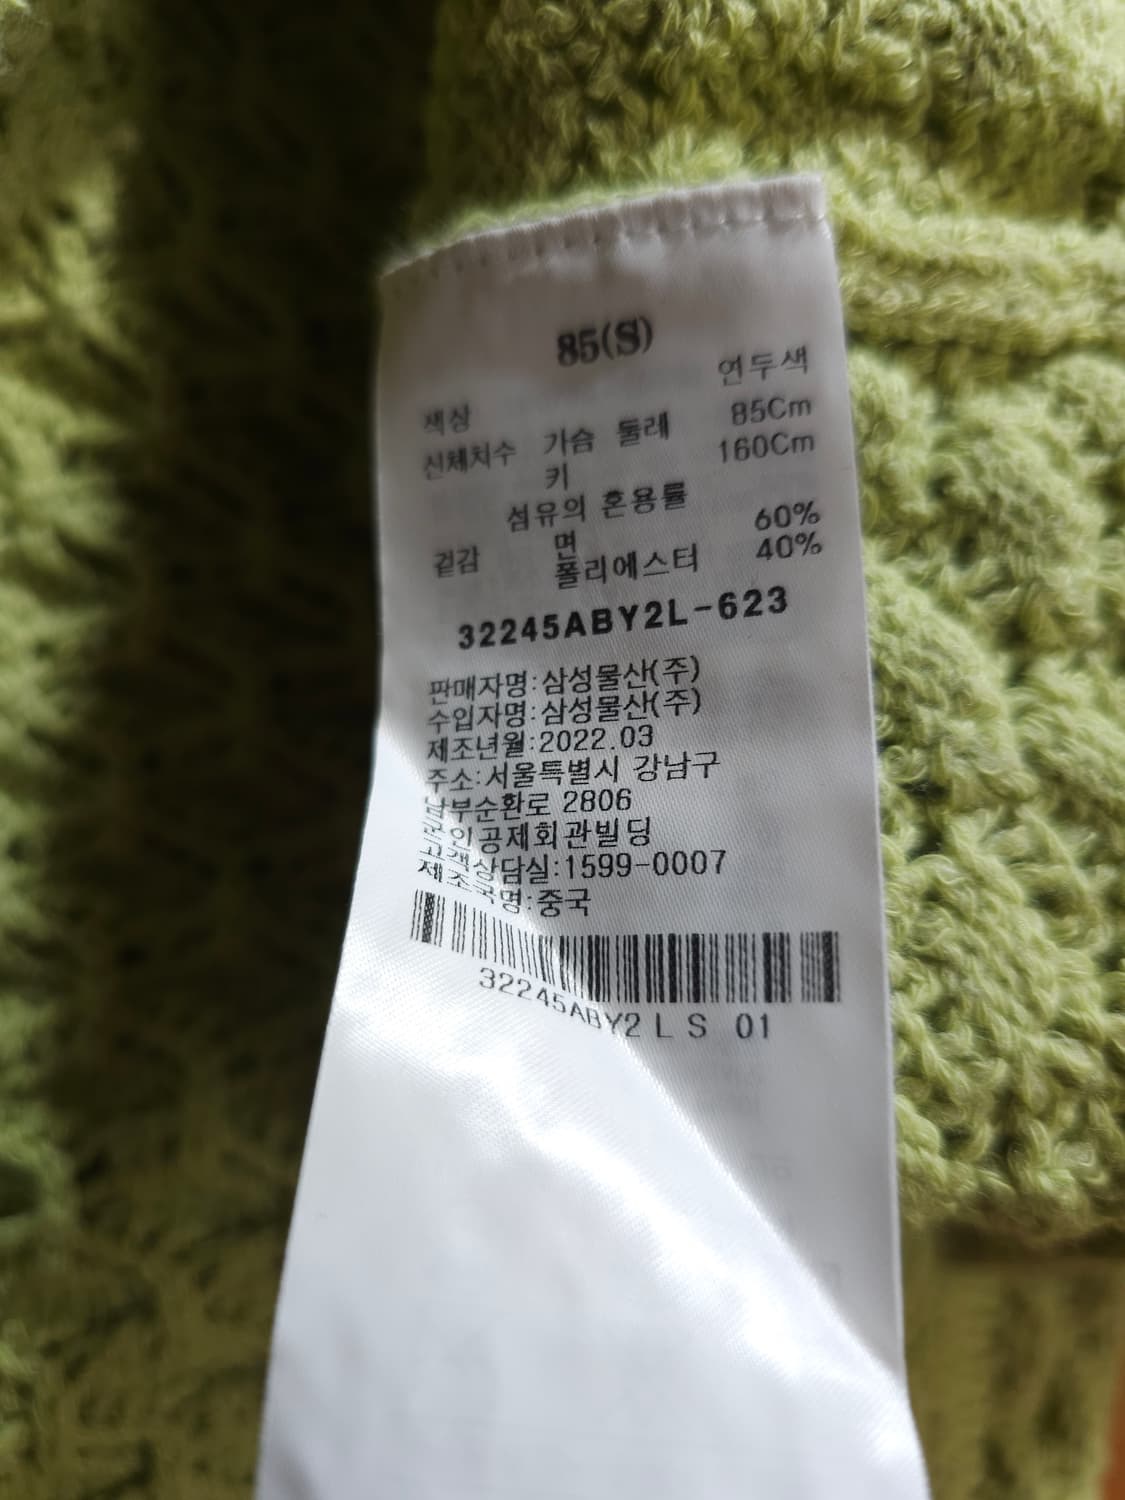 85(S)
색상 연두색
신체치수 가슴 둘레 85Cm
키 160Cm
섬유의 혼용률
겉감 면 60%
폴리에스터 40%
32245ABY2L-623
판매자명:삼성물산(주)
수입자명:삼성물산(주)
제조년월:2022.03
주소:서울특별시 강남구
남부순환로 2806
군인공제회관빌딩
고객상담실:1599-0007
제조국명:중국
32245ABY2 L S 01